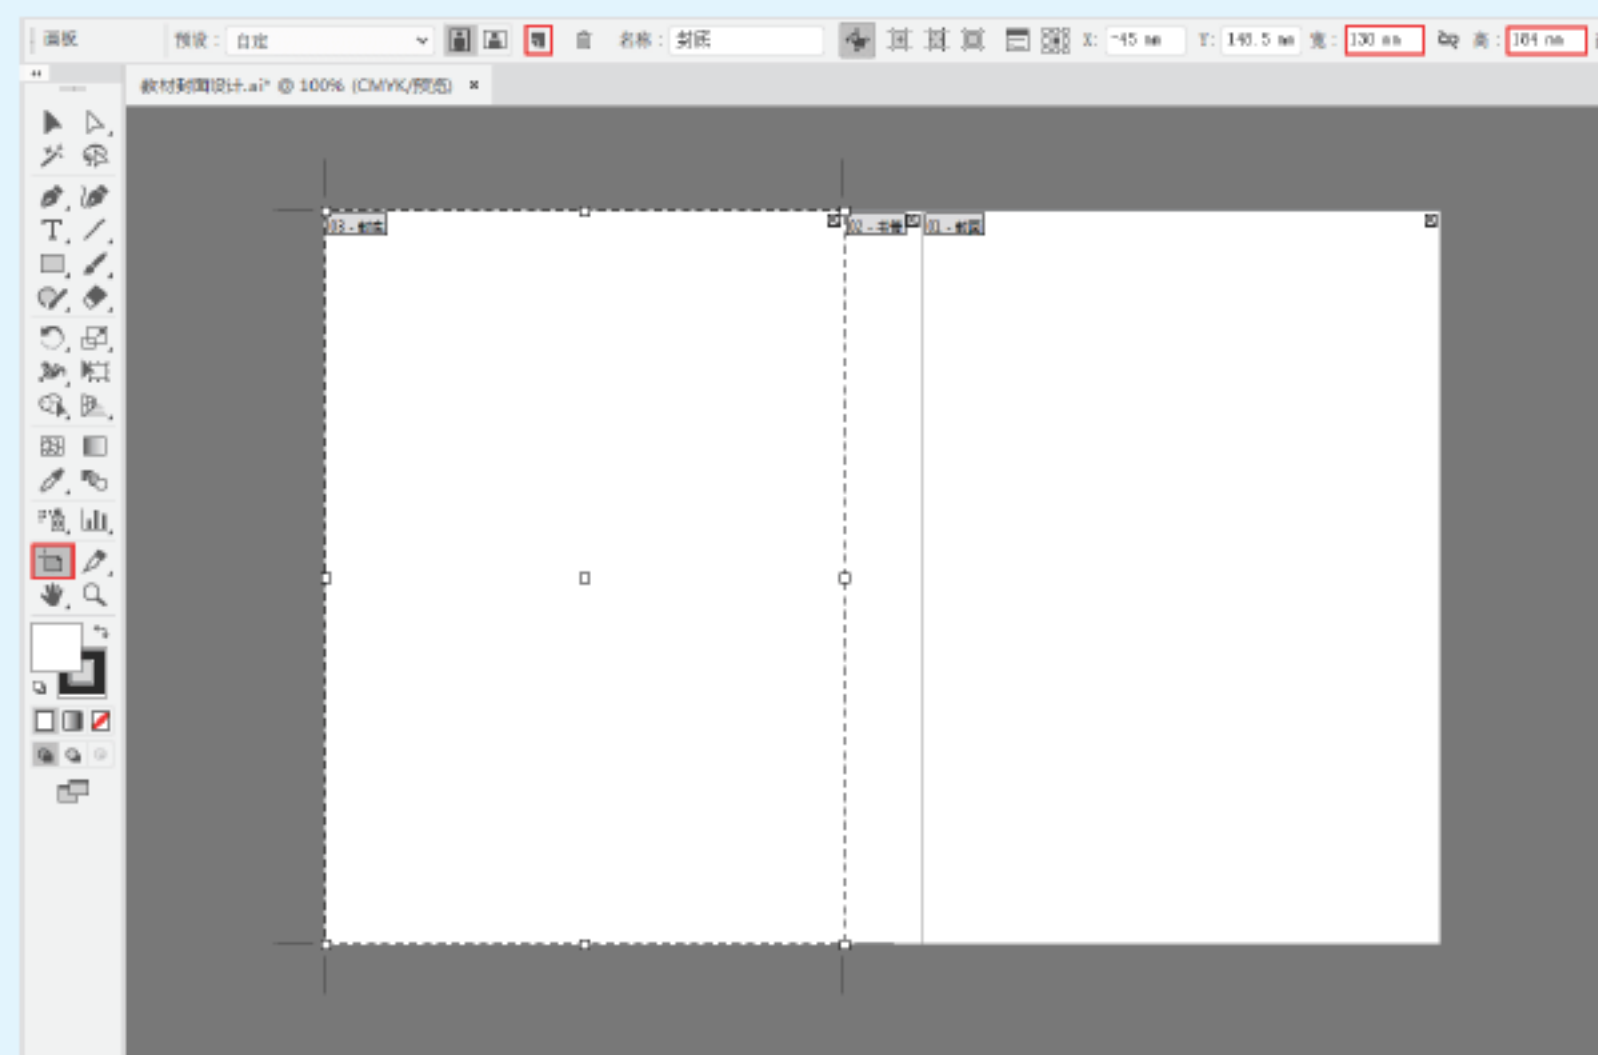 画板 预设： 自定 名称： 封底 X: -45 mm Y: 148.5 mm 宽： 130 mm 高： 184 mm
教材封面设计.ai* @ 100% (CMYK/预览) ×
03 - 封底 02 - 书脊 01 - 封面